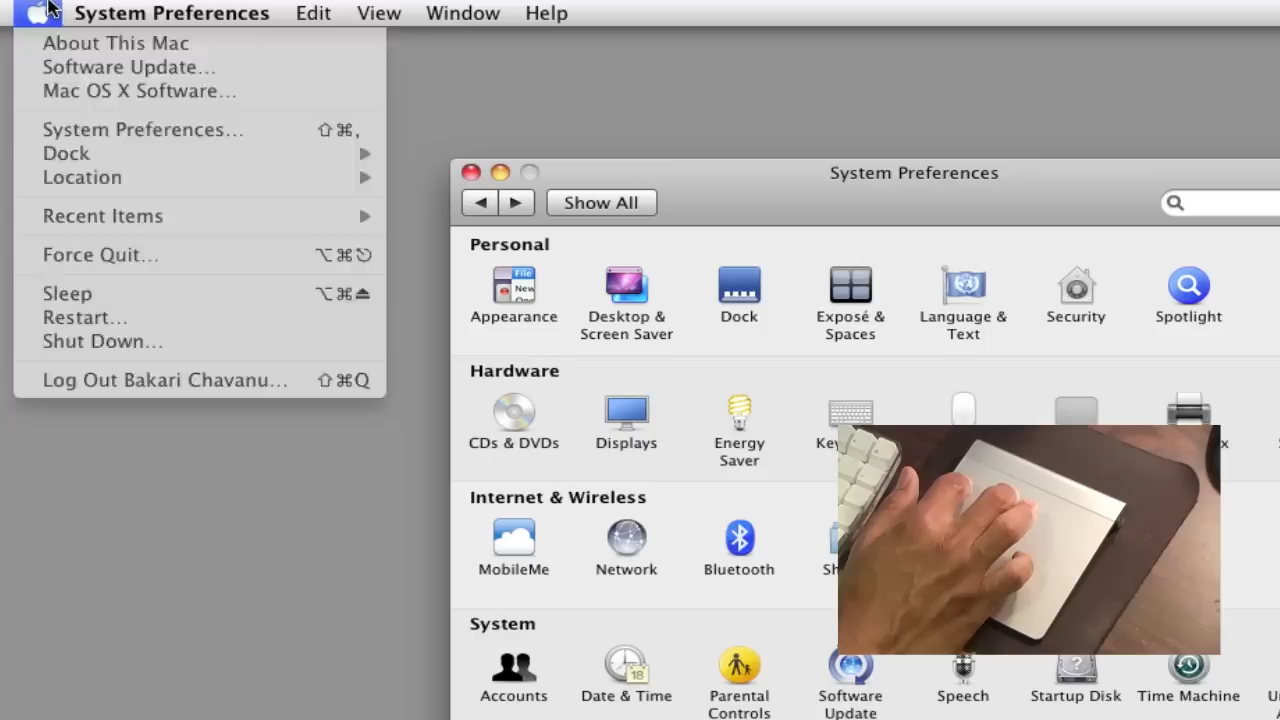 System Preferences Edit View Window Help
About This Mac
Software Update...
Mac OS X Software...
System Preferences... ⇧⌘,
Dock ▶
Location ▶
Recent Items ▶
Force Quit... ⌥⌘⎋
Sleep ⌥⌘⏏
Restart...
Shut Down...
Log Out Bakari Chavanu... ⇧⌘Q
System Preferences
Show All
Personal
Appearance
Desktop &
Screen Saver
Dock
Exposé &
Spaces
Language &
Text
Security
Spotlight
Hardware
CDs & DVDs
Displays
Energy
Saver
Internet & Wireless
MobileMe
Network
Bluetooth
System
Accounts
Date & Time
Parental
Controls
Software
Update
Speech
Startup Disk
Time Machine